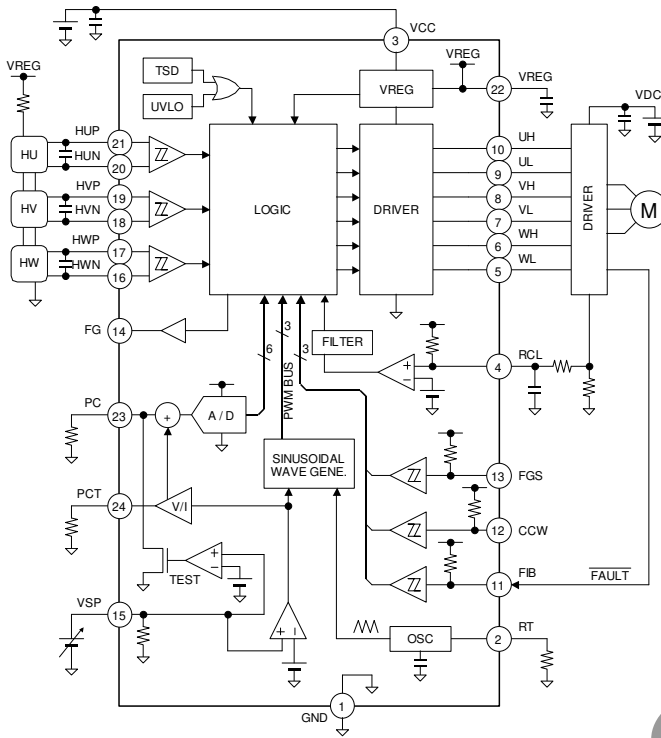 VCC
3
VREG
TSD
UVLO
VREG
22
VREG
VDC
HUP
21
HU
HUN
20
HVP
19
HV
HVN
18
HWP
17
HW
HWN
16
LOGIC
DRIVER
10
UH
9
UL
8
VH
7
VL
6
WH
5
WL
DRIVER
M
FG
14
6
3
3
PWM BUS
FILTER
+
−
4
RCL
PC
23
+
A / D
SINUSOIDAL
WAVE GENE.
13
FGS
PCT
24
V/I
12
CCW
TEST
+
−
11
FIB
FAULT
VSP
15
+
−
OSC
2
RT
1
GND